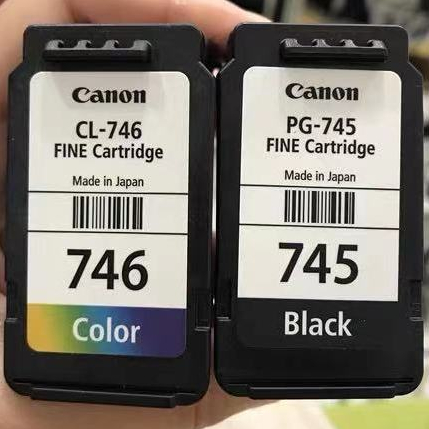 Canon
CL-746
FINE Cartridge
Made in Japan
746
Color
Canon
PG-745
FINE Cartridge
Made in Japan
745
Black